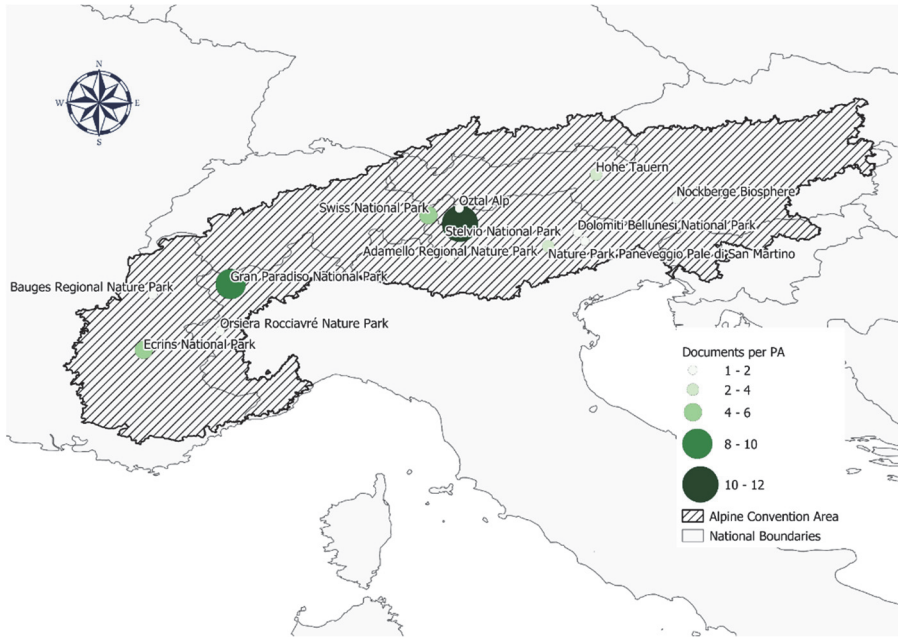 N
W E
S
Hohe Tauern
Nockberge Biosphere
Oztal Alp
Swiss National Park
Stelvio National Park
Dolomiti Bellunesi National Park
Adamello Regional Nature Park
Nature Park Paneveggio Pale di San Martino
Gran Paradiso National Park
Bauges Regional Nature Park
Orsiera Rocciavré Nature Park
Ecrins National Park
Documents per PA
1 - 2
2 - 4
4 - 6
8 - 10
10 - 12
Alpine Convention Area
National Boundaries